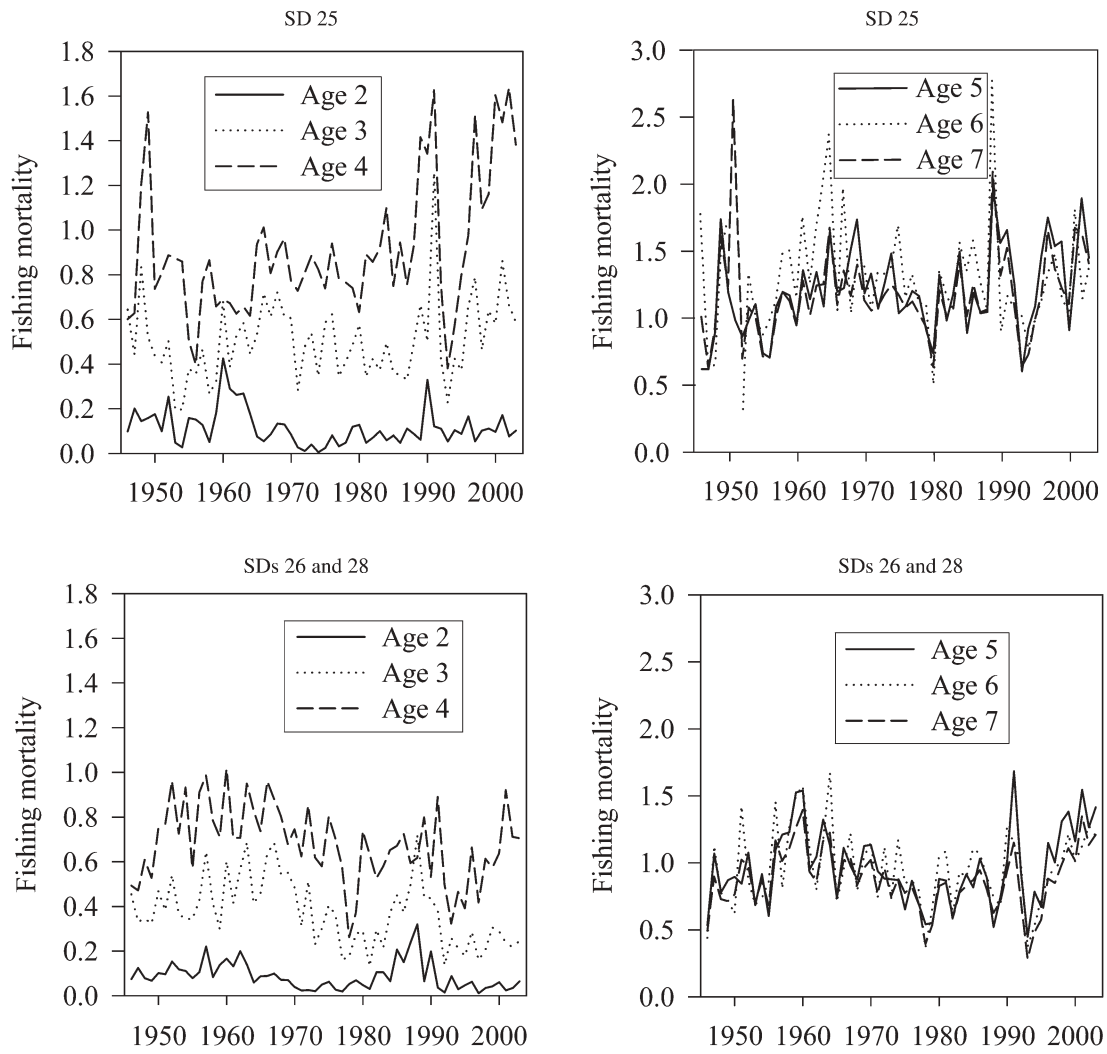 SD 25
Fishing mortality
1.8
1.6
1.4
1.2
1.0
0.8
0.6
0.4
0.2
0.0
Age 2
Age 3
Age 4
1950 1960 1970 1980 1990 2000
SD 25
Fishing mortality
3.0
2.5
2.0
1.5
1.0
0.5
0.0
Age 5
Age 6
Age 7
1950 1960 1970 1980 1990 2000
SDs 26 and 28
Fishing mortality
1.8
1.6
1.4
1.2
1.0
0.8
0.6
0.4
0.2
0.0
Age 2
Age 3
Age 4
1950 1960 1970 1980 1990 2000
SDs 26 and 28
Fishing mortality
3.0
2.5
2.0
1.5
1.0
0.5
0.0
Age 5
Age 6
Age 7
1950 1960 1970 1980 1990 2000